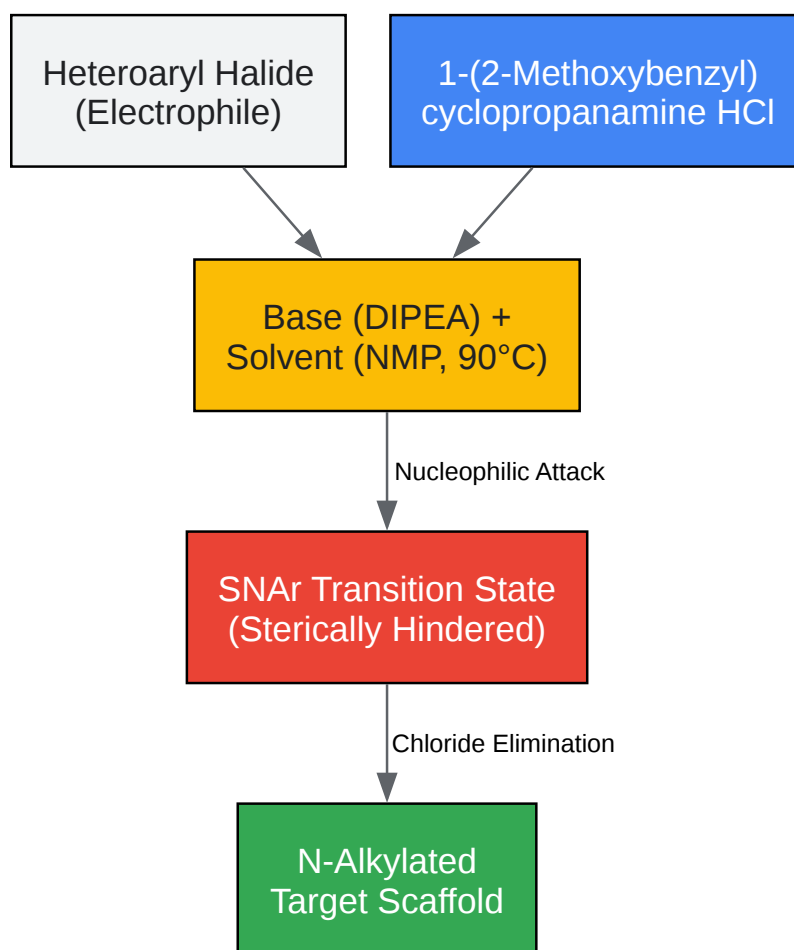 Heteroaryl Halide
(Electrophile)
1-(2-Methoxybenzyl)
cyclopropanamine HCl
Base (DIPEA) +
Solvent (NMP, 90°C)
Nucleophilic Attack
SNAr Transition State
(Sterically Hindered)
Chloride Elimination
N-Alkylated
Target Scaffold